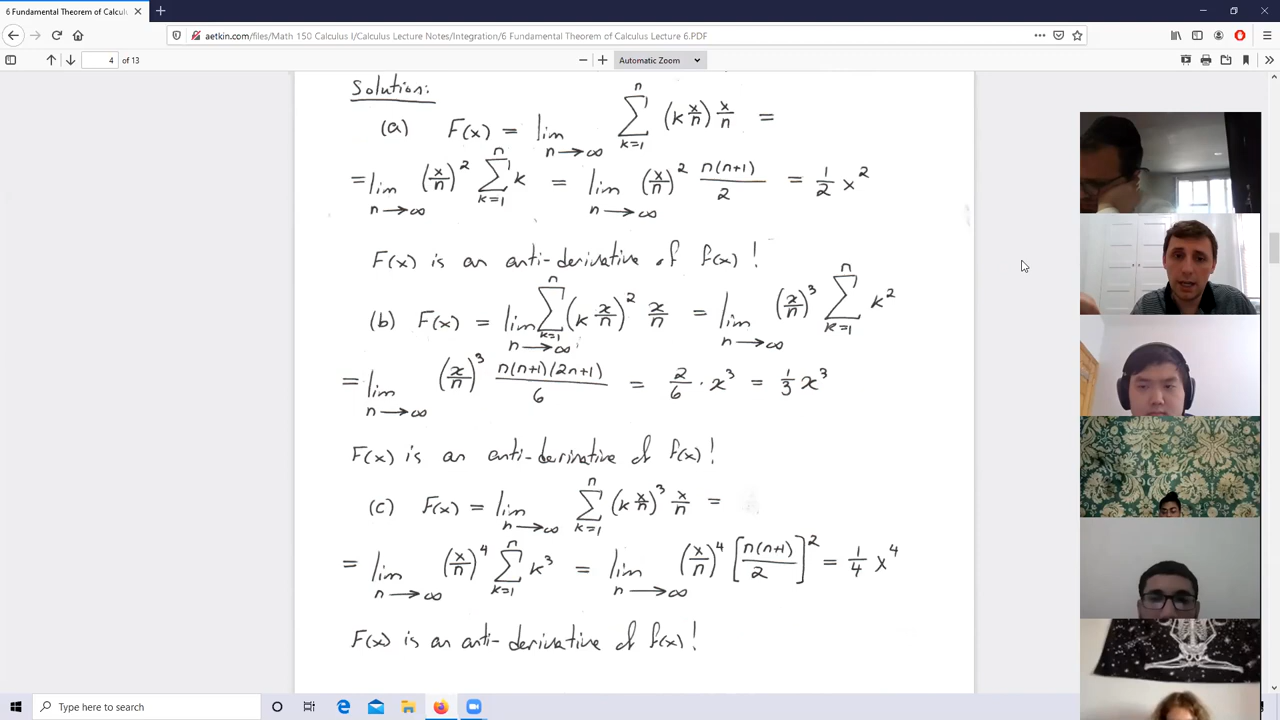 6 Fundamental Theorem of Calcul
aetkin.com/files/Math 150 Calculus I/Calculus Lecture Notes/Integration/6 Fundamental Theorem of Calculus Lecture 6.PDF
4 of 13
Automatic Zoom
Solution:
(a) F(x) = lim n→∞ ∑ k=1 n (k x/n) x/n =
= lim n→∞ (x/n)² ∑ k=1 n k = lim n→∞ (x/n)² n(n+1)/2 = 1/2 x²
F(x) is an anti-derivative of f(x)!
(b) F(x) = lim n→∞ ∑ k=1 n (k x/n)² x/n = lim n→∞ (x/n)³ ∑ k=1 n k²
= lim n→∞ (x/n)³ n(n+1)(2n+1)/6 = 2/6 · x³ = 1/3 x³
F(x) is an anti-derivative of f(x)!
(c) F(x) = lim n→∞ ∑ k=1 n (k x/n)³ x/n =
= lim n→∞ (x/n)⁴ ∑ k=1 n k³ = lim n→∞ (x/n)⁴ [n(n+1)/2]² = 1/4 x⁴
F(x) is an anti-derivative of f(x)!
Type here to search